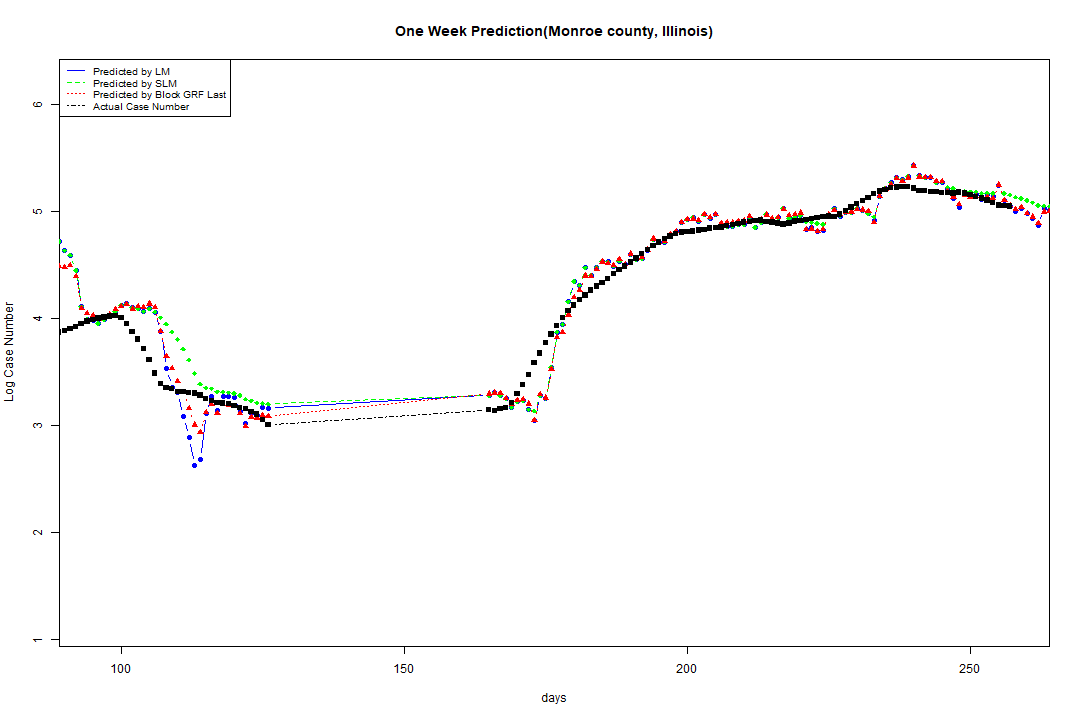 One Week Prediction(Monroe county, Illinois)
Predicted by LM
Predicted by SLM
Predicted by Block GRF Last
Actual Case Number
Log Case Number
6
5
4
3
2
1
100 150 200 250
days